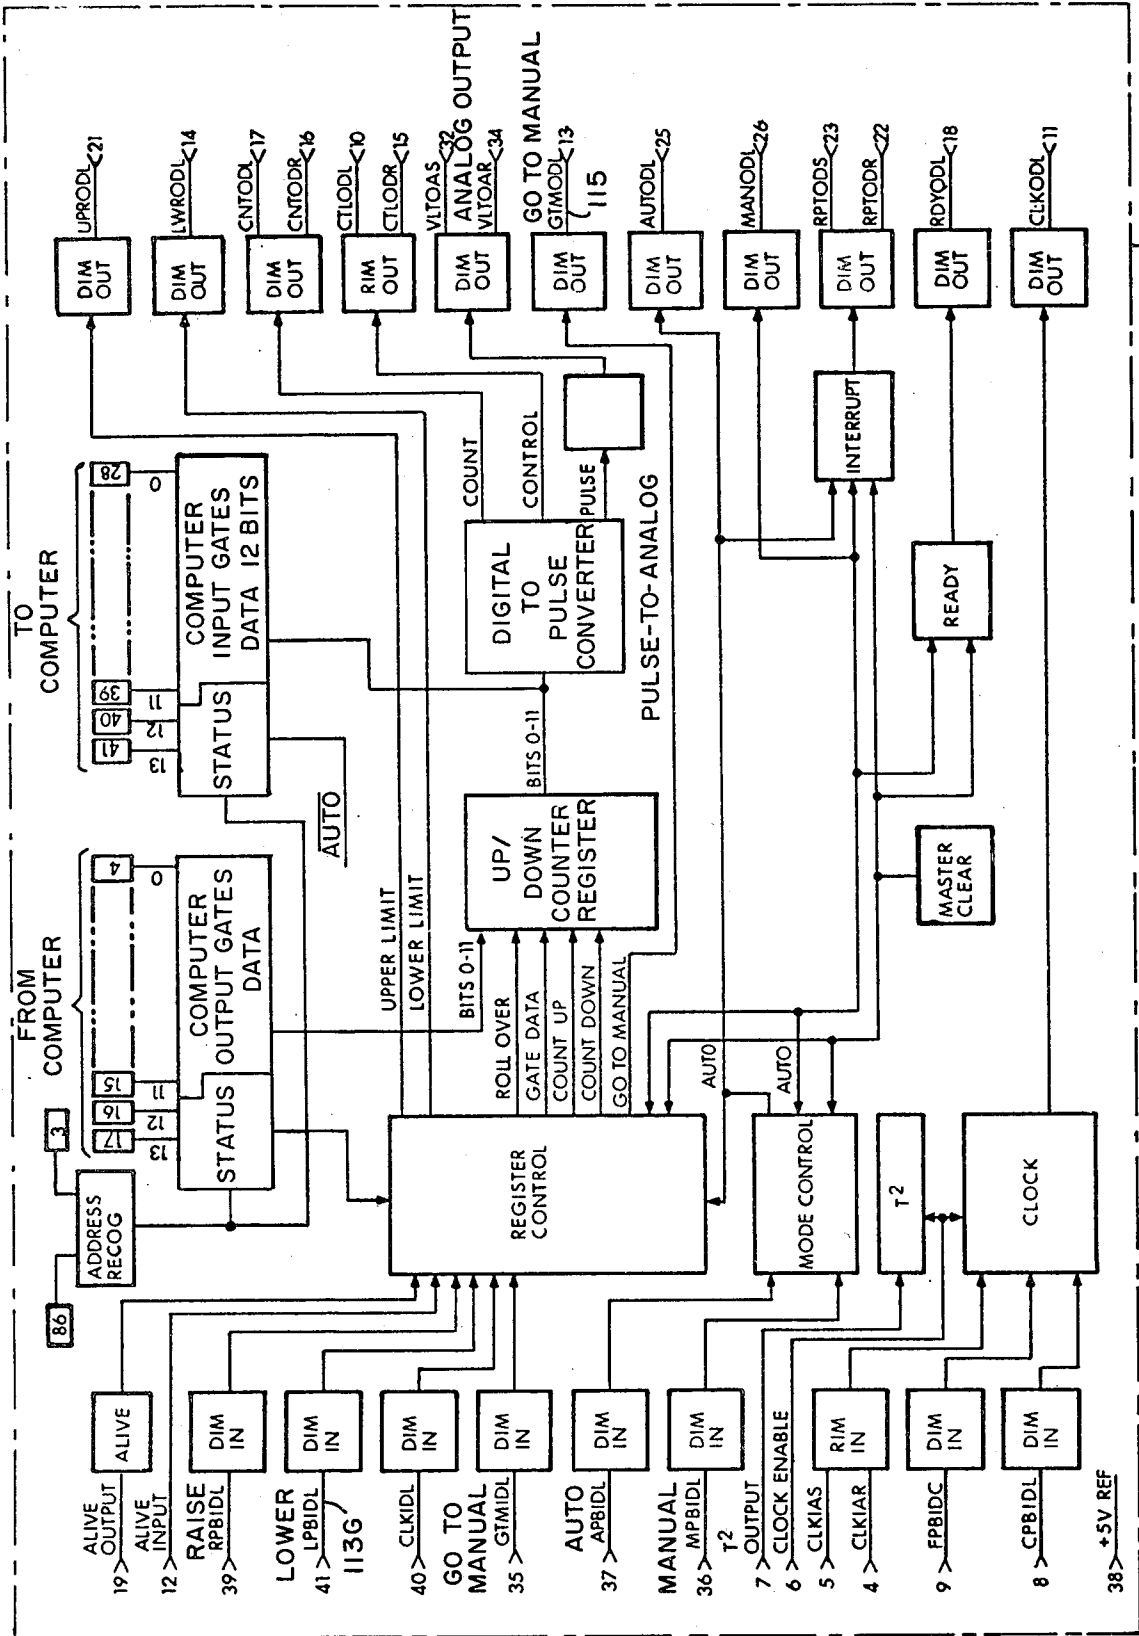 FROM
COMPUTER
TO
COMPUTER
86
3
17
16
15
4
41
40
39
28
13
12
11
0
13
12
11
0
ADDRESS
RECOG
STATUS
COMPUTER
OUTPUT GATES
DATA
STATUS
COMPUTER
INPUT GATES
DATA 12 BITS
AUTO
ALIVE
OUTPUT
19
ALIVE
ALIVE
INPUT
12
RAISE
RPBIDL
39
DIM
IN
LOWER
LPBIDL
41
113G
DIM
IN
CLKIDL
40
DIM
IN
GO TO
MANUAL
GTMIDL
35
DIM
IN
AUTO
APBIDL
37
DIM
IN
MANUAL
MPBIDL
36
DIM
IN
T2
OUTPUT
7
CLOCK ENABLE
6
CLKIAS
5
CLKIAR
4
RIM
IN
FPBIDC
9
DIM
IN
CPBIDL
8
DIM
IN
+5V REF
38
REGISTER
CONTROL
MODE CONTROL
T2
CLOCK
UPPER LIMIT
LOWER LIMIT
BITS 0-11
ROLL OVER
GATE DATA
COUNT UP
COUNT DOWN
GO TO MANUAL
AUTO
AUTO
UP/
DOWN
COUNTER
REGISTER
BITS 0-11
DIGITAL
TO
PULSE
CONVERTER
COUNT
CONTROL
PULSE
PULSE-TO-ANALOG
MASTER
CLEAR
READY
INTERRUPT
DIM
OUT
UPRODL
21
DIM
OUT
LWRODL
14
DIM
OUT
CNTODL
17
CNTODR
16
RIM
OUT
CTLODL
10
CTLODR
15
DIM
OUT
VLTOAS
32
ANALOG OUTPUT
VLTOAR
34
DIM
OUT
GO TO MANUAL
GTMODL
13
115
DIM
OUT
AUTODL
25
DIM
OUT
MANODL
26
DIM
OUT
RPTODS
23
RPTODR
22
DIM
OUT
RDYODL
18
DIM
OUT
CLKODL
11